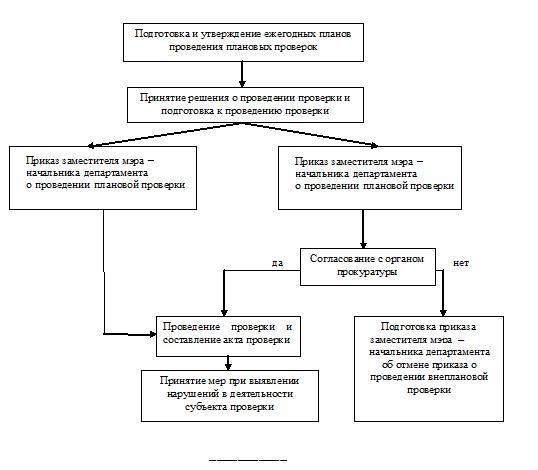 Подготовка и утверждение ежегодных планов
проведения плановых проверок
Принятие решения о проведении проверки и
подготовка к проведению проверки
Приказ заместителя мэра –
начальника департамента
о проведении плановой проверки
Приказ заместителя мэра –
начальника департамента
о проведении плановой проверки
Согласование с органом
прокуратуры
да
нет
Проведение проверки и
составление акта проверки
Подготовка приказа
заместителя мэра –
начальника департамента
об отмене приказа о
проведении внеплановой
проверки
Принятие мер при выявлении
нарушений в деятельности
субъекта проверки